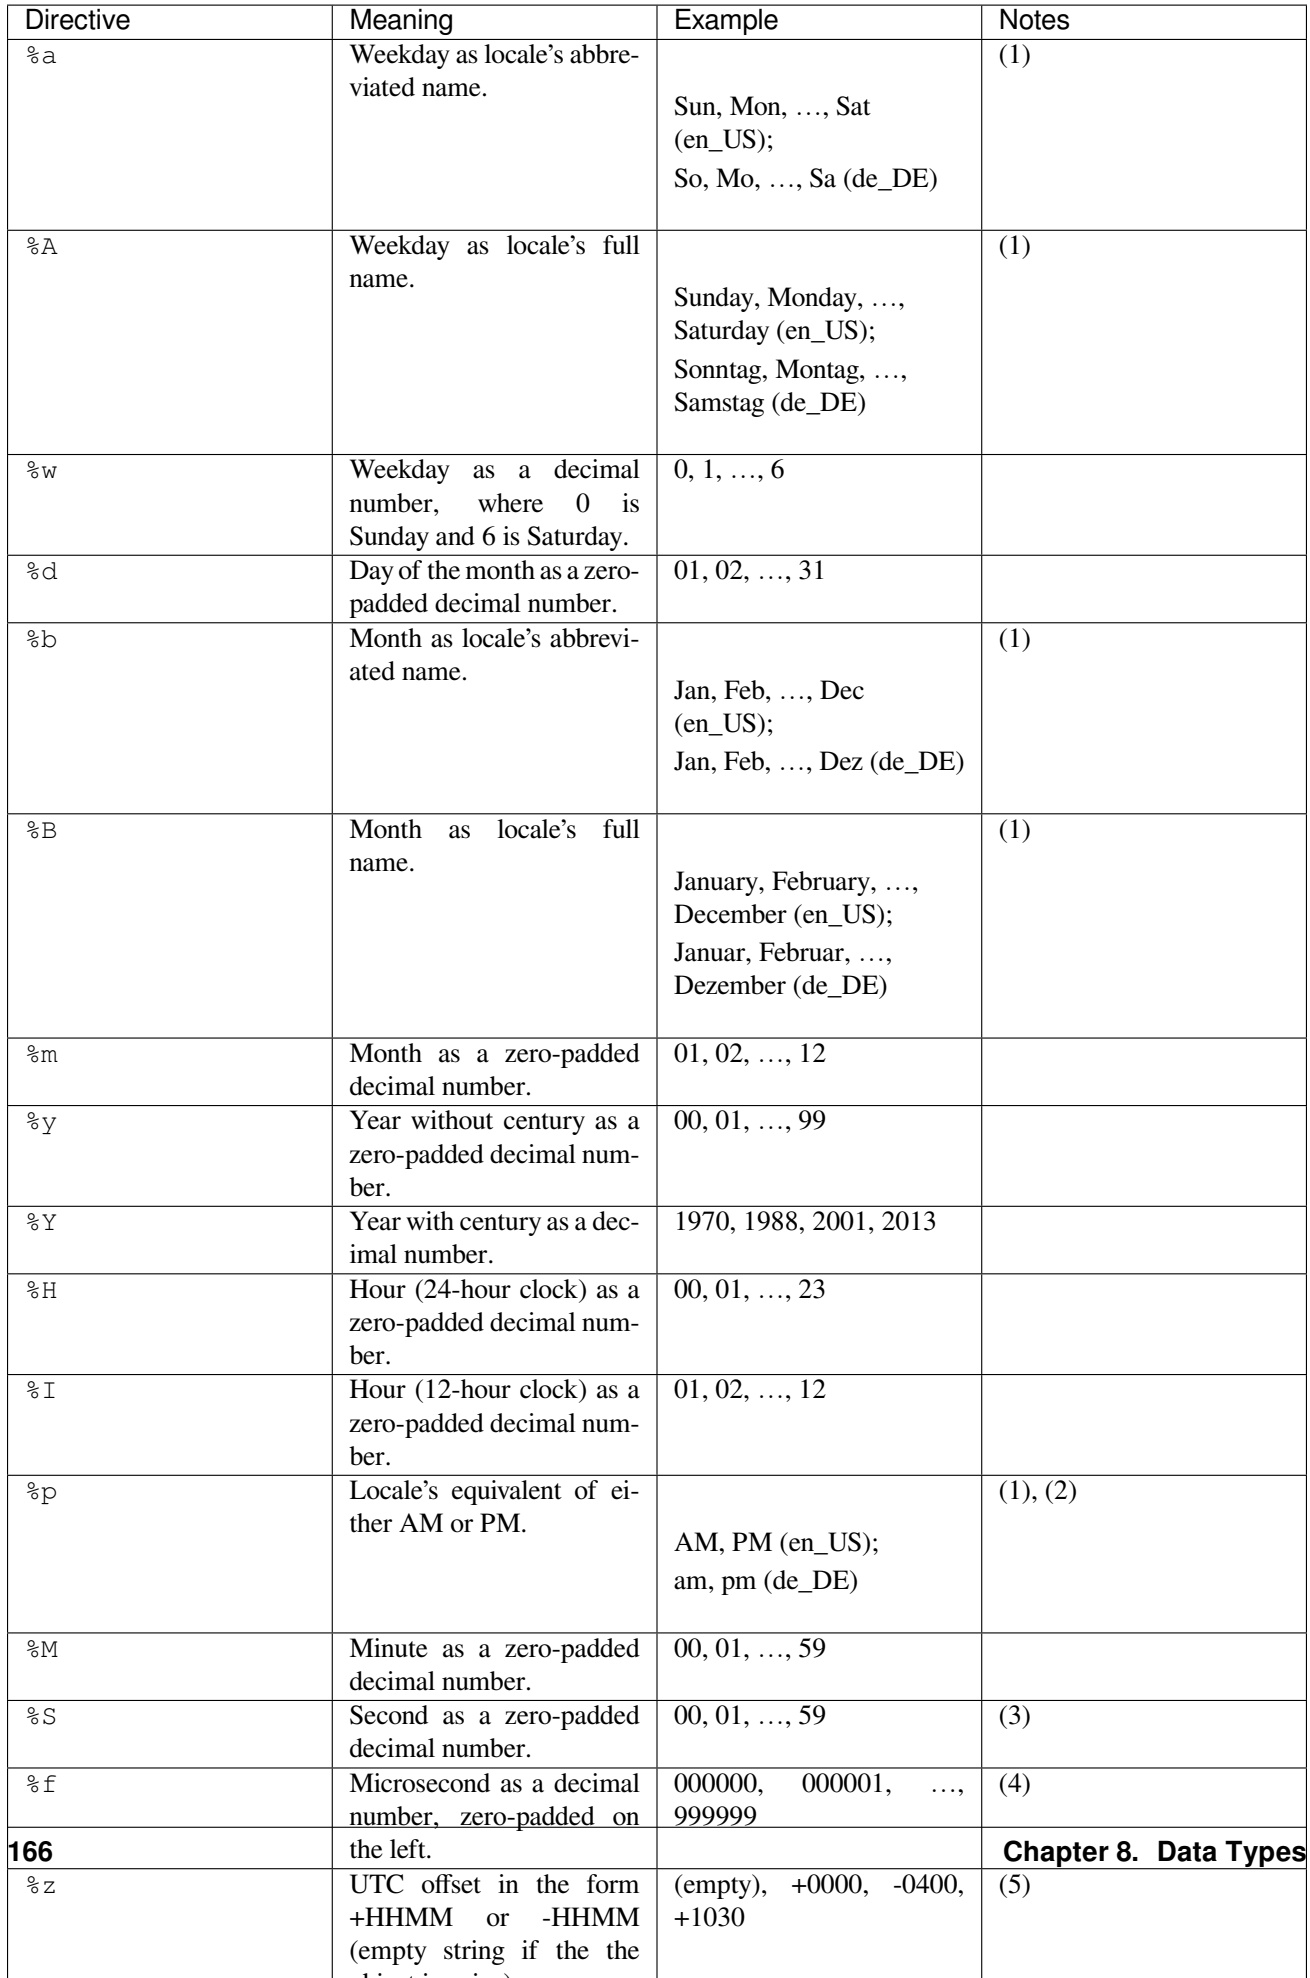 Directive Meaning Example Notes
%a Weekday as locale's abbre- (1)
viated name.
Sun, Mon, …, Sat
(en_US);
So, Mo, …, Sa (de_DE)
%A Weekday as locale's full (1)
name.
Sunday, Monday, …,
Saturday (en_US);
Sonntag, Montag, …,
Samstag (de_DE)
%w Weekday as a decimal 0, 1, …, 6
number, where 0 is
Sunday and 6 is Saturday.
%d Day of the month as a zero- 01, 02, …, 31
padded decimal number.
%b Month as locale's abbrevi- (1)
ated name.
Jan, Feb, …, Dec
(en_US);
Jan, Feb, …, Dez (de_DE)
%B Month as locale's full (1)
name.
January, February, …,
December (en_US);
Januar, Februar, …,
Dezember (de_DE)
%m Month as a zero-padded 01, 02, …, 12
decimal number.
%y Year without century as a 00, 01, …, 99
zero-padded decimal num-
ber.
%Y Year with century as a dec- 1970, 1988, 2001, 2013
imal number.
%H Hour (24-hour clock) as a 00, 01, …, 23
zero-padded decimal num-
ber.
%I Hour (12-hour clock) as a 01, 02, …, 12
zero-padded decimal num-
ber.
%p Locale's equivalent of ei- (1), (2)
ther AM or PM.
AM, PM (en_US);
am, pm (de_DE)
%M Minute as a zero-padded 00, 01, …, 59
decimal number.
%S Second as a zero-padded 00, 01, …, 59 (3)
decimal number.
%f Microsecond as a decimal 000000, 000001, …, (4)
number, zero-padded on 999999
the left.
166 Chapter 8. Data Types
%z UTC offset in the form (empty), +0000, -0400, (5)
+HHMM or -HHMM +1030
(empty string if the the